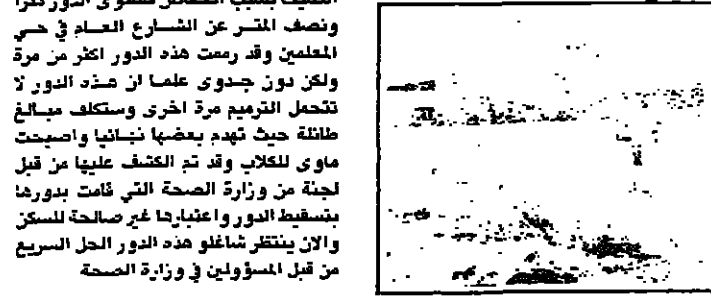 ونصف المتر عن الشارع العام في حي
المعلمين وقد رممت هذه الدور اكثر من مرة
ولكن دون جدوى علما ان هذه الدور لا
تتحمل الترميم مرة اخرى وستكلف مبالغ
طائلة حيث تهدم بعضها نهائيا واصبحت
ماوى للكلاب وقد تم الكشف عليها من قبل
لجنة من وزارة الصحة التي قامت بدورها
بتسقيط الدور واعتبارها غير صالحة للسكن
والان ينتظر شاغلو هذه الدور الحل السريع
من قبل المسؤولين في وزارة الصحة